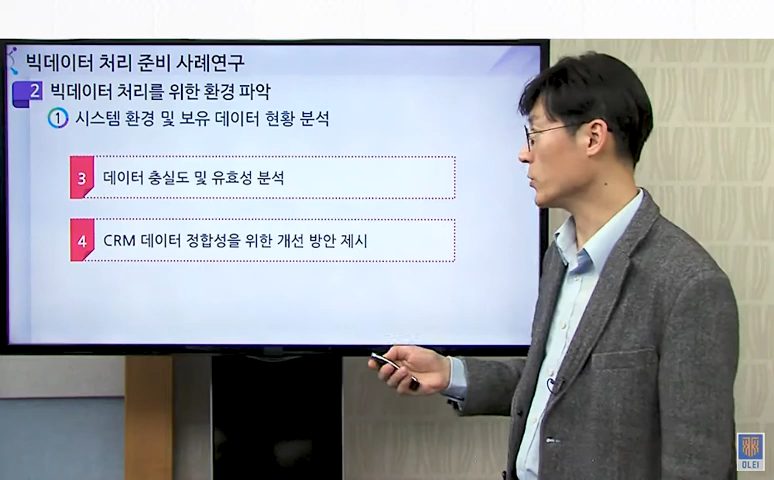 빅데이터 처리 준비 사례연구
2 빅데이터 처리를 위한 환경 파악
1 시스템 환경 및 보유 데이터 현황 분석
3 데이터 충실도 및 유효성 분석
4 CRM 데이터 정합성을 위한 개선 방안 제시
OLEI